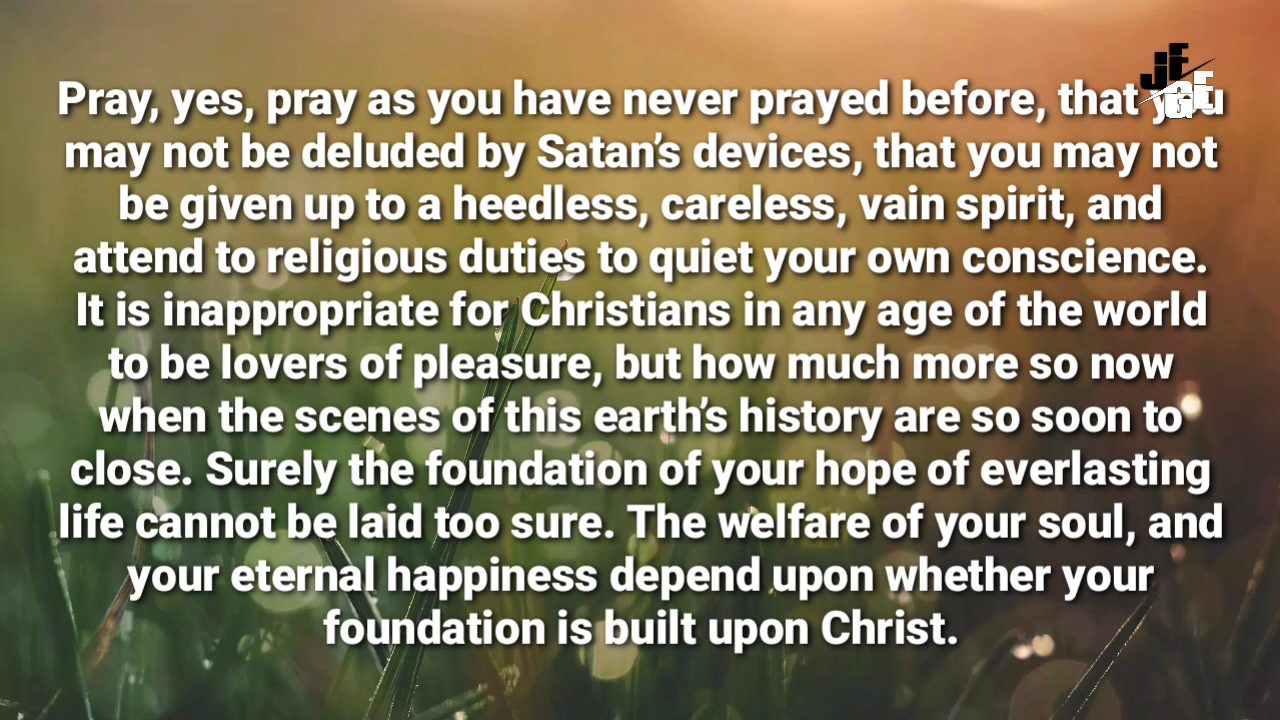 JF
GF
Pray, yes, pray as you have never prayed before, that you
may not be deluded by Satan’s devices, that you may not
be given up to a heedless, careless, vain spirit, and
attend to religious duties to quiet your own conscience.
It is inappropriate for Christians in any age of the world
to be lovers of pleasure, but how much more so now
when the scenes of this earth’s history are so soon to
close. Surely the foundation of your hope of everlasting
life cannot be laid too sure. The welfare of your soul, and
your eternal happiness depend upon whether your
foundation is built upon Christ.